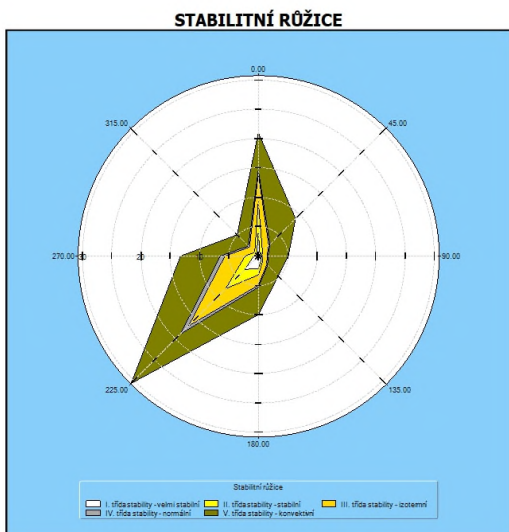 STABILITNÍ RŮŽICE
0.00
315.00
45.00
270.00
30
20
90.00
225.00
135.00
180.00
Stabilitní růžice
I. třída stability - velmi stabilní II. třída stability - stabilní III. třída stability - izotermní
IV. třída stability - normální V. třída stability - konvektivní